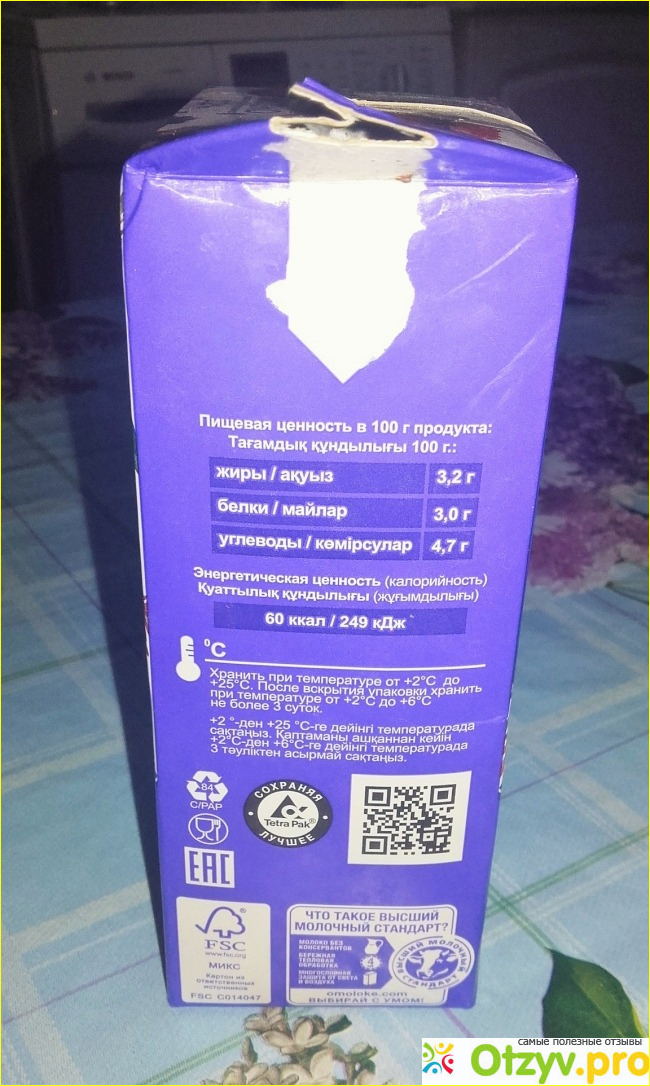 BOSCH
Пищевая ценность в 100 г продукта:
Тағамдық құндылығы 100 г.:
жиры / ақуыз 3,2 г
белки / майлар 3,0 г
углеводы / көмірсулар 4,7 г
Энергетическая ценность (калорийность)
Қуаттылық құндылығы (жұғымдылығы)
60 ккал / 249 кДж
°C
Хранить при температуре от +2°C до
+25°C. После вскрытия упаковки хранить
при температуре от +2°C до +6°C
не более 3 суток.
+2 °-ден +25 °C-ге дейінгі температурада
сақтаңыз. Қаптаманы ашқаннан кейін
+2°C-ден +6°C-ге дейінгі температурада
3 тәуліктен асырмай сақтаңыз.
84
C/PAP
СОХРАНЯЯ
Tetra Pak®
ЛУЧШЕЕ
EAC
FSC
www.fsc.org
МИКС
Картон из
ответственных
источников
FSC C014047
ЧТО ТАКОЕ ВЫСШИЙ
МОЛОЧНЫЙ СТАНДАРТ?
МОЛОКО БЕЗ
КОНСЕРВАНТОВ
БЕРЕЖНАЯ
ТЕПЛОВАЯ
ОБРАБОТКА
МНОГОСЛОЙНАЯ
ЗАЩИТА ОТ СВЕТА
И ВОЗДУХА
ВЫСШИЙ МОЛОЧНЫЙ
СТАНДАРТ
omoloke.com
ВЫБИРАЙ С УМОМ!
самые полезные отзывы
Otzyv.pro